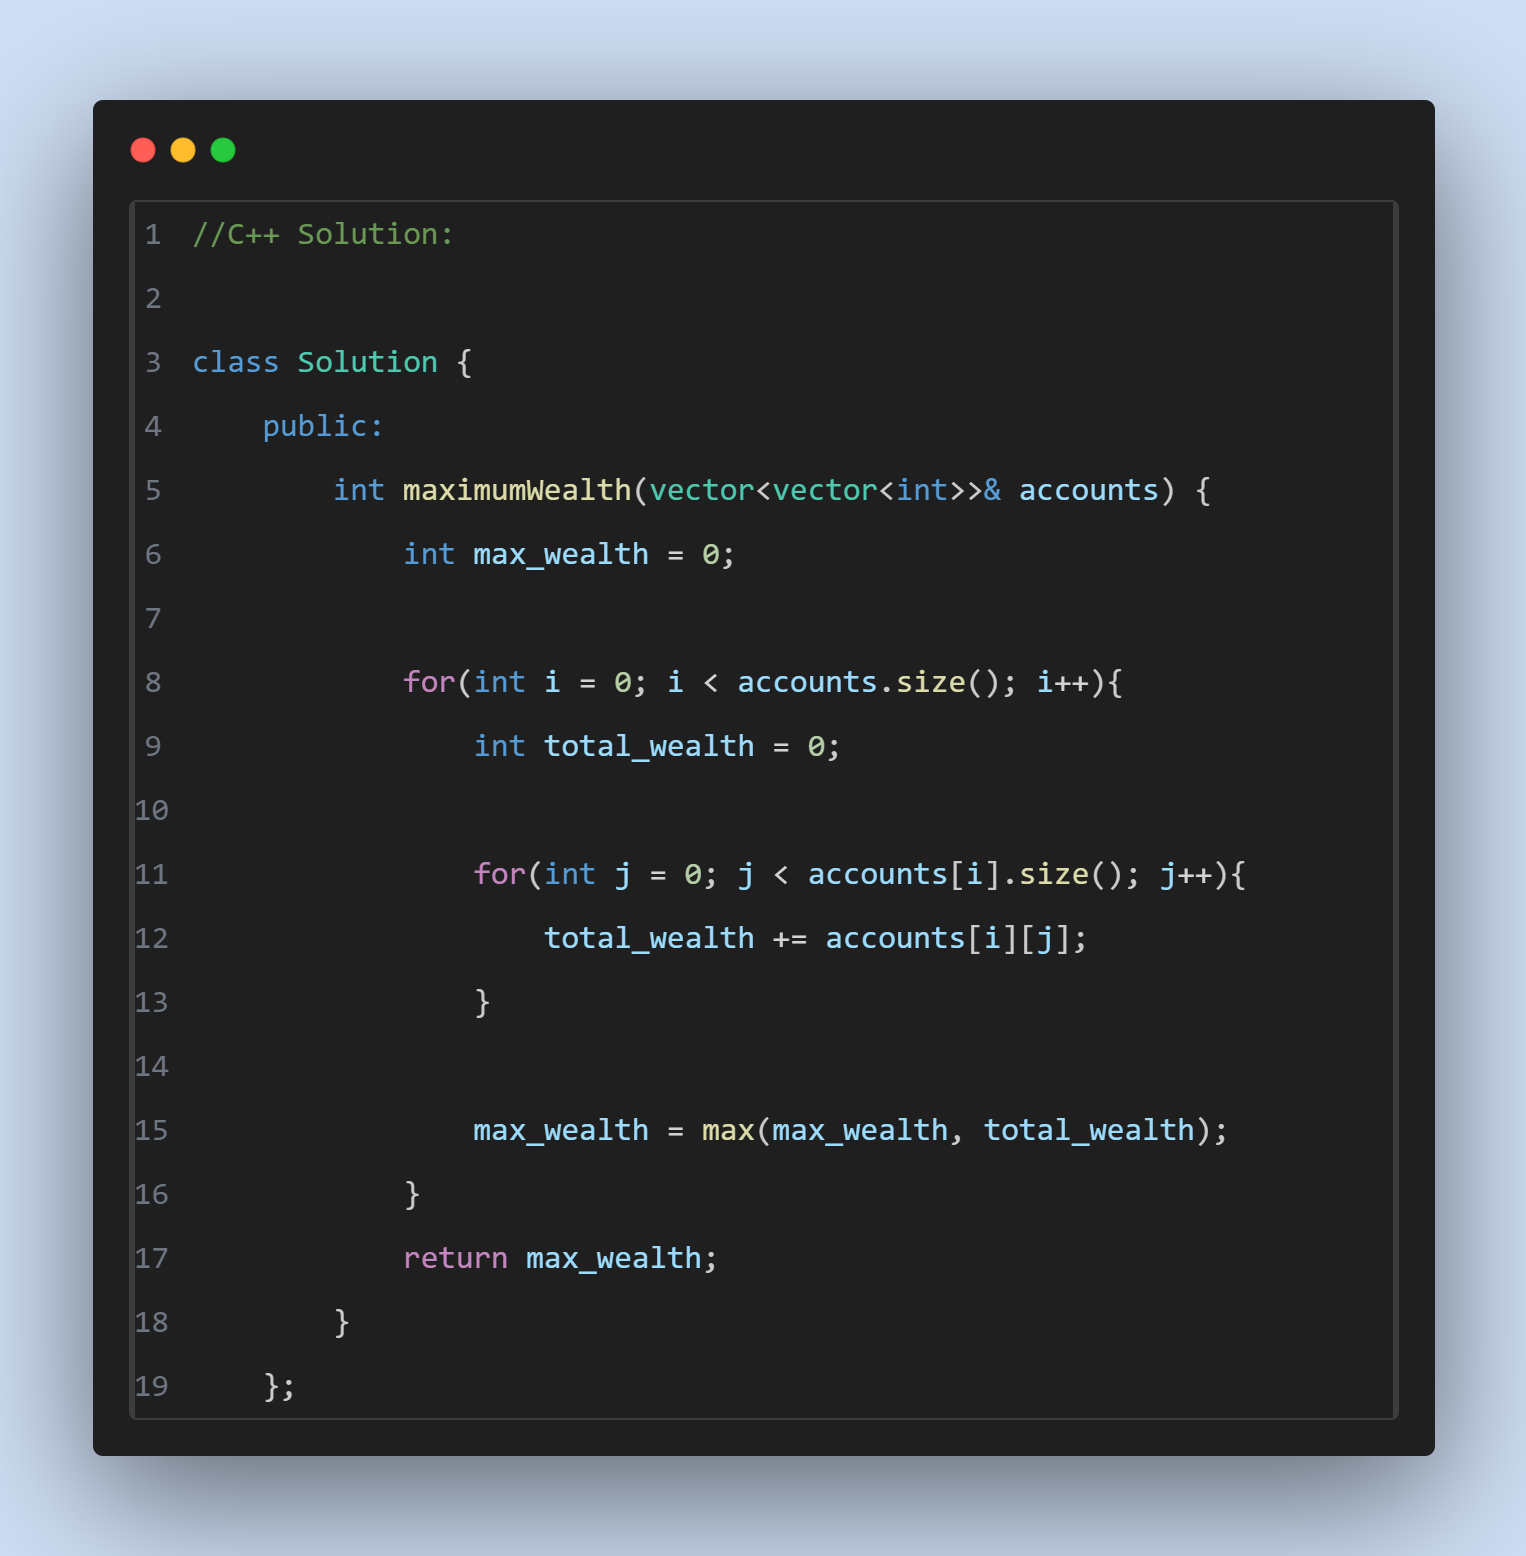 1 //C++ Solution:
2
3 class Solution {
4     public:
5         int maximumWealth(vector<vector<int>>& accounts) {
6             int max_wealth = 0;
7
8             for(int i = 0; i < accounts.size(); i++){
9                 int total_wealth = 0;
10
11                 for(int j = 0; j < accounts[i].size(); j++){
12                     total_wealth += accounts[i][j];
13                 }
14
15                 max_wealth = max(max_wealth, total_wealth);
16             }
17             return max_wealth;
18         }
19     };